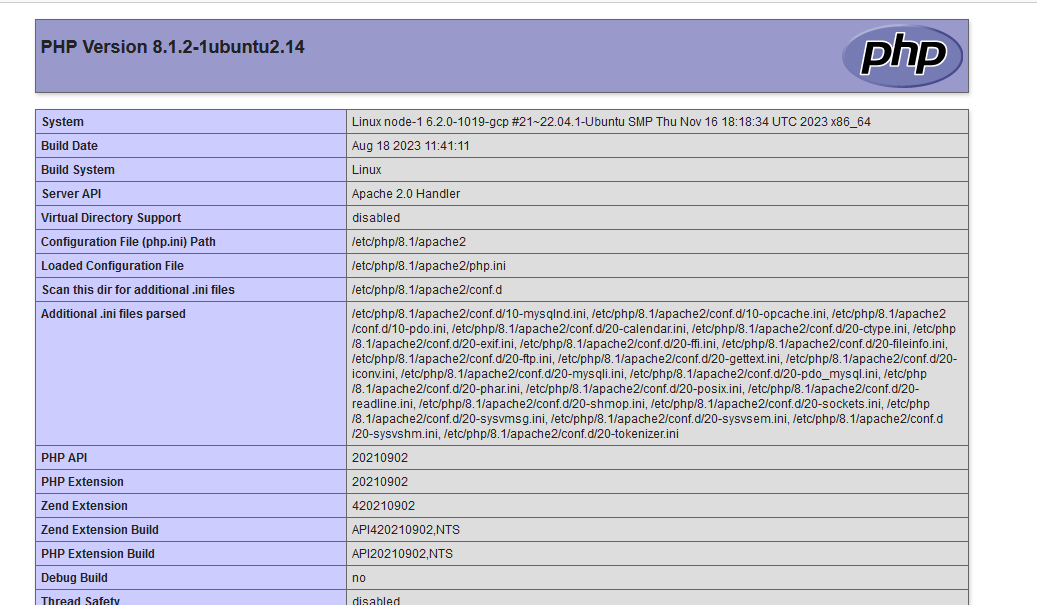 PHP Version 8.1.2-1ubuntu2.14
php
System
Linux node-1 6.2.0-1019-gcp #21~22.04.1-Ubuntu SMP Thu Nov 16 18:18:34 UTC 2023 x86_64
Build Date
Aug 18 2023 11:41:11
Build System
Linux
Server API
Apache 2.0 Handler
Virtual Directory Support
disabled
Configuration File (php.ini) Path
/etc/php/8.1/apache2
Loaded Configuration File
/etc/php/8.1/apache2/php.ini
Scan this dir for additional .ini files
/etc/php/8.1/apache2/conf.d
Additional .ini files parsed
/etc/php/8.1/apache2/conf.d/10-mysqlnd.ini, /etc/php/8.1/apache2/conf.d/10-opcache.ini, /etc/php/8.1/apache2
/conf.d/10-pdo.ini, /etc/php/8.1/apache2/conf.d/20-calendar.ini, /etc/php/8.1/apache2/conf.d/20-ctype.ini, /etc/php
/8.1/apache2/conf.d/20-exif.ini, /etc/php/8.1/apache2/conf.d/20-ffi.ini, /etc/php/8.1/apache2/conf.d/20-fileinfo.ini,
/etc/php/8.1/apache2/conf.d/20-ftp.ini, /etc/php/8.1/apache2/conf.d/20-gettext.ini, /etc/php/8.1/apache2/conf.d/20-
iconv.ini, /etc/php/8.1/apache2/conf.d/20-mysqli.ini, /etc/php/8.1/apache2/conf.d/20-pdo_mysql.ini, /etc/php
/8.1/apache2/conf.d/20-phar.ini, /etc/php/8.1/apache2/conf.d/20-posix.ini, /etc/php/8.1/apache2/conf.d/20-
readline.ini, /etc/php/8.1/apache2/conf.d/20-shmop.ini, /etc/php/8.1/apache2/conf.d/20-sockets.ini, /etc/php
/8.1/apache2/conf.d/20-sysvmsg.ini, /etc/php/8.1/apache2/conf.d/20-sysvsem.ini, /etc/php/8.1/apache2/conf.d
/20-sysvshm.ini, /etc/php/8.1/apache2/conf.d/20-tokenizer.ini
PHP API
20210902
PHP Extension
20210902
Zend Extension
420210902
Zend Extension Build
API420210902,NTS
PHP Extension Build
API20210902,NTS
Debug Build
no
Thread Safety
disabled